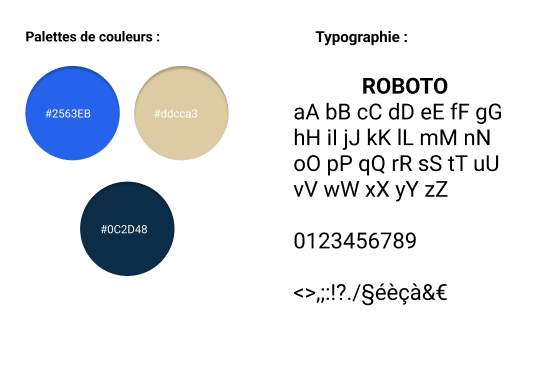 Palettes de couleurs :
#2563EB
#ddcca3
#0C2D48
Typographie :
ROBOTO
aA bB cC dD eE fF gG
hH iI jJ kK lL mM nN
oO pP qQ rR sS tT uU
vV wW xX yY zZ
0123456789
<>,;:!?./§éèçà&€